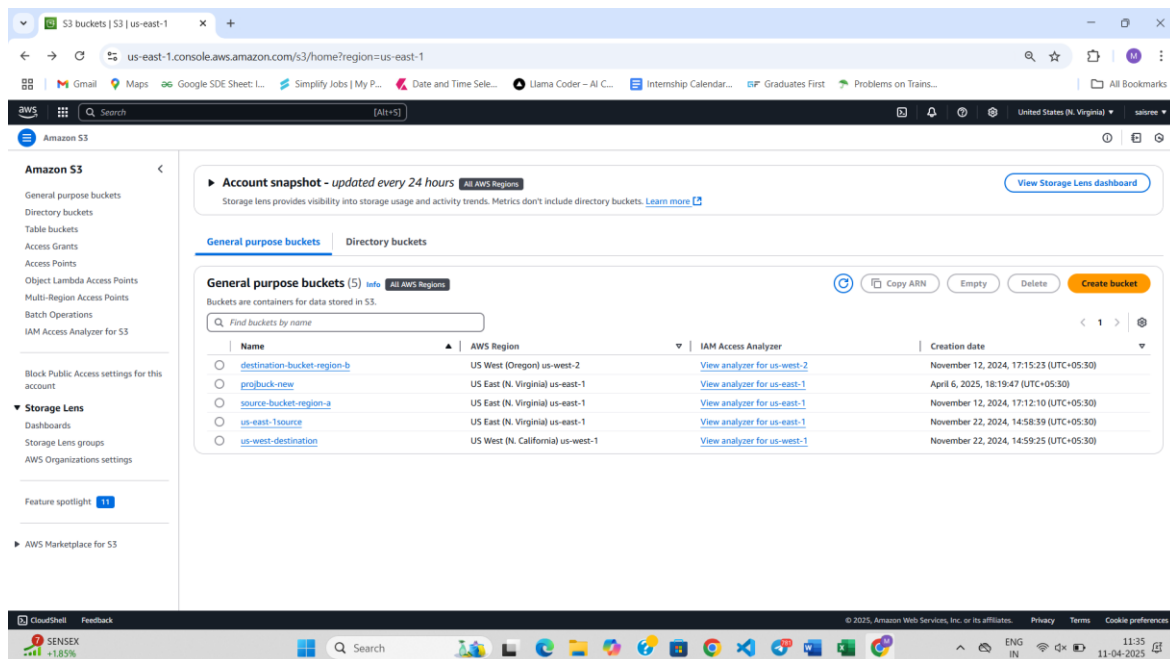 S3 buckets | S3 | us-east-1
us-east-1.console.aws.amazon.com/s3/home?region=us-east-1
M
Gmail Maps Google SDE Sheet: I... Simplify Jobs | My P... Date and Time Sele... Llama Coder – AI C... Internship Calendar... Graduates First Problems on Trains... All Bookmarks
aws Search [Alt+S] United States (N. Virginia) saisree
Amazon S3
Amazon S3
General purpose buckets
Directory buckets
Table buckets
Access Grants
Access Points
Object Lambda Access Points
Multi-Region Access Points
Batch Operations
IAM Access Analyzer for S3
Block Public Access settings for this
account
Storage Lens
Dashboards
Storage Lens groups
AWS Organizations settings
Feature spotlight 11
AWS Marketplace for S3
Account snapshot - updated every 24 hours All AWS Regions
View Storage Lens dashboard
Storage lens provides visibility into storage usage and activity trends. Metrics don't include directory buckets. Learn more
General purpose buckets Directory buckets
General purpose buckets (5) Info All AWS Regions
Copy ARN Empty Delete Create bucket
Buckets are containers for data stored in S3.
Find buckets by name
1
Name AWS Region IAM Access Analyzer Creation date
destination-bucket-region-b US West (Oregon) us-west-2 View analyzer for us-west-2 November 12, 2024, 17:15:23 (UTC+05:30)
projbuck-new US East (N. Virginia) us-east-1 View analyzer for us-east-1 April 6, 2025, 18:19:47 (UTC+05:30)
source-bucket-region-a US East (N. Virginia) us-east-1 View analyzer for us-east-1 November 12, 2024, 17:12:10 (UTC+05:30)
us-east-1source US East (N. Virginia) us-east-1 View analyzer for us-east-1 November 22, 2024, 14:58:39 (UTC+05:30)
us-west-destination US West (N. California) us-west-1 View analyzer for us-west-1 November 22, 2024, 14:59:25 (UTC+05:30)
CloudShell Feedback © 2025, Amazon Web Services, Inc. or its affiliates. Privacy Terms Cookie preferences
7 SENSEX
+1.85%
Search
ENG
IN
11:35
11-04-2025